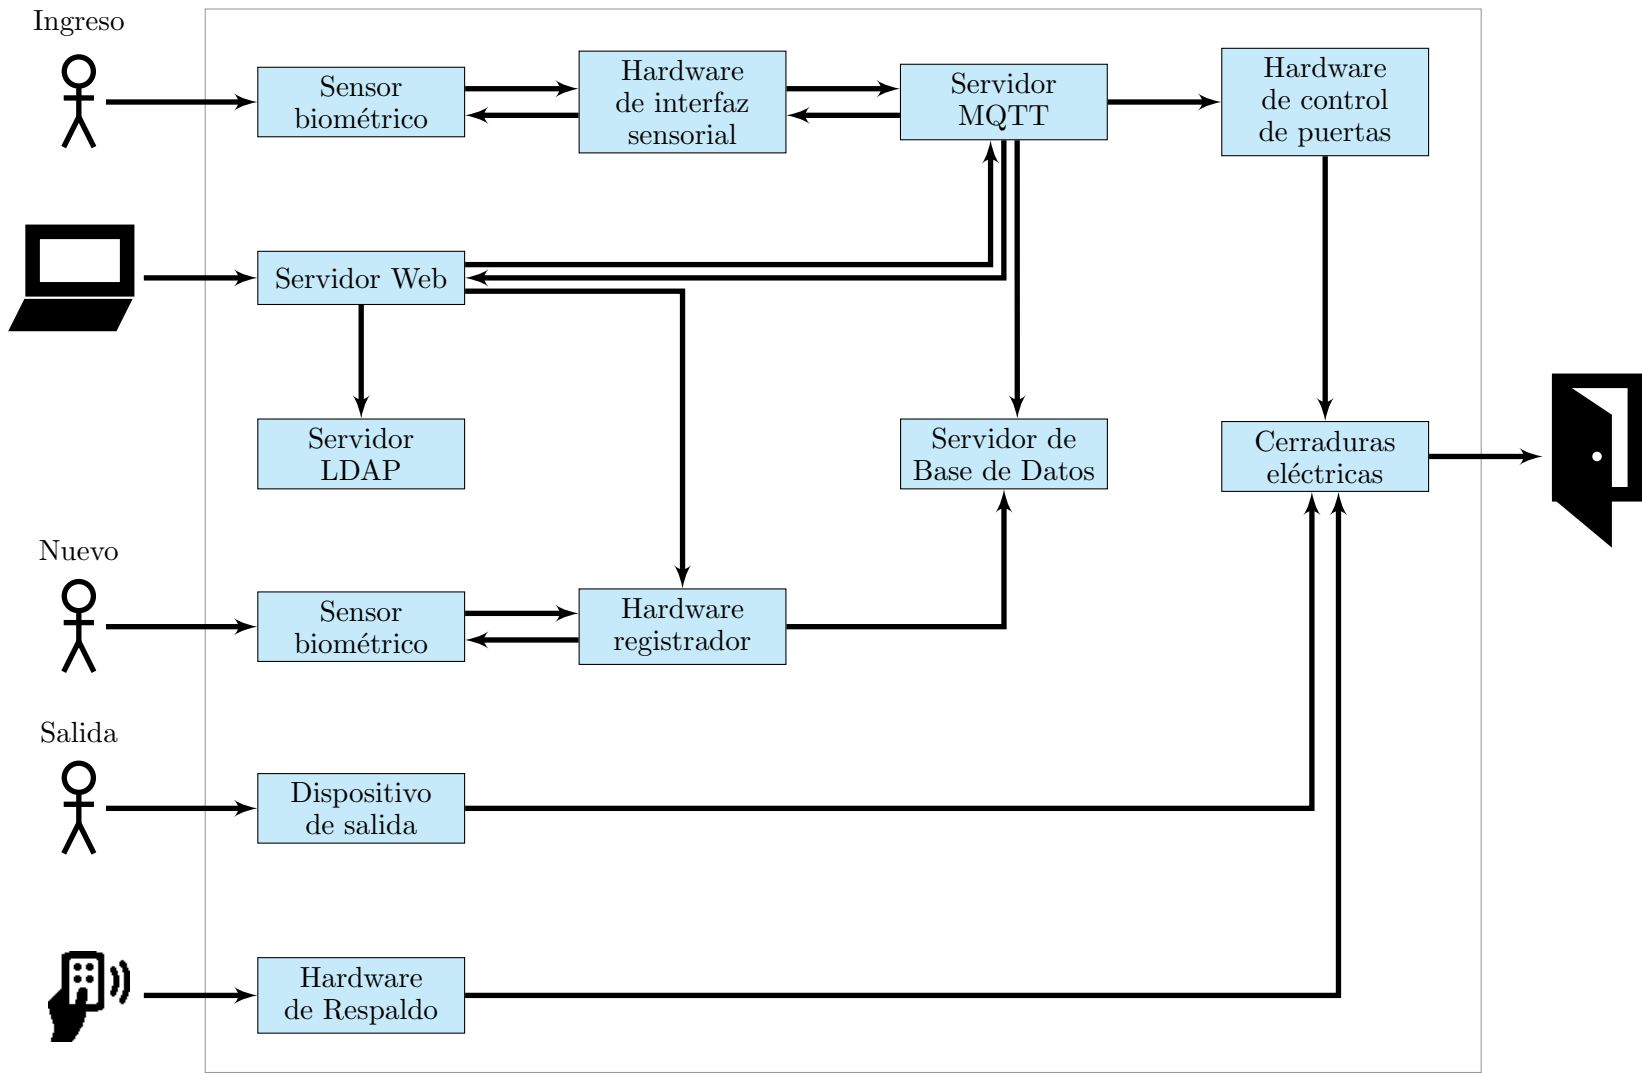 Ingreso
Sensor
biométrico
Hardware
de interfaz
sensorial
Servidor
MQTT
Hardware
de control
de puertas
Servidor Web
Servidor
LDAP
Servidor de
Base de Datos
Cerraduras
eléctricas
Nuevo
Sensor
biométrico
Hardware
registrador
Salida
Dispositivo
de salida
Hardware
de Respaldo